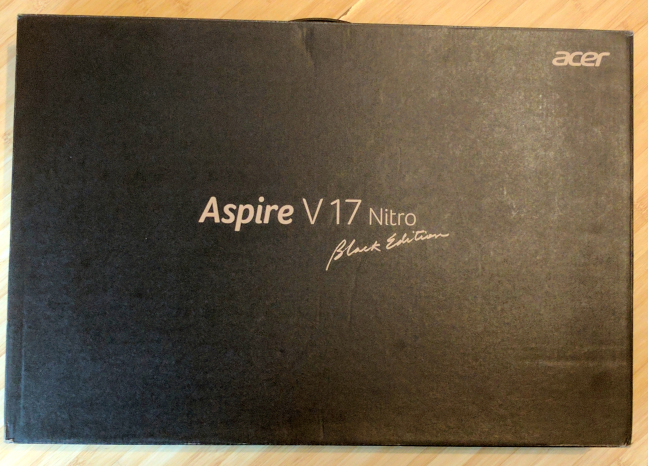 acer
Aspire V 17 Nitro
Black Edition